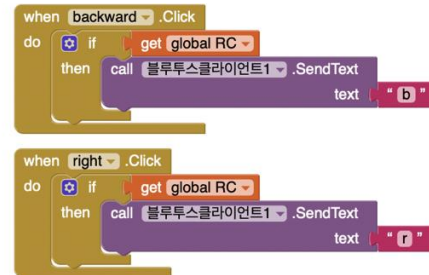 when backward .Click
do if get global RC
then call 블루투스클라이언트1 .SendText
text " b "
when right .Click
do if get global RC
then call 블루투스클라이언트1 .SendText
text " r "